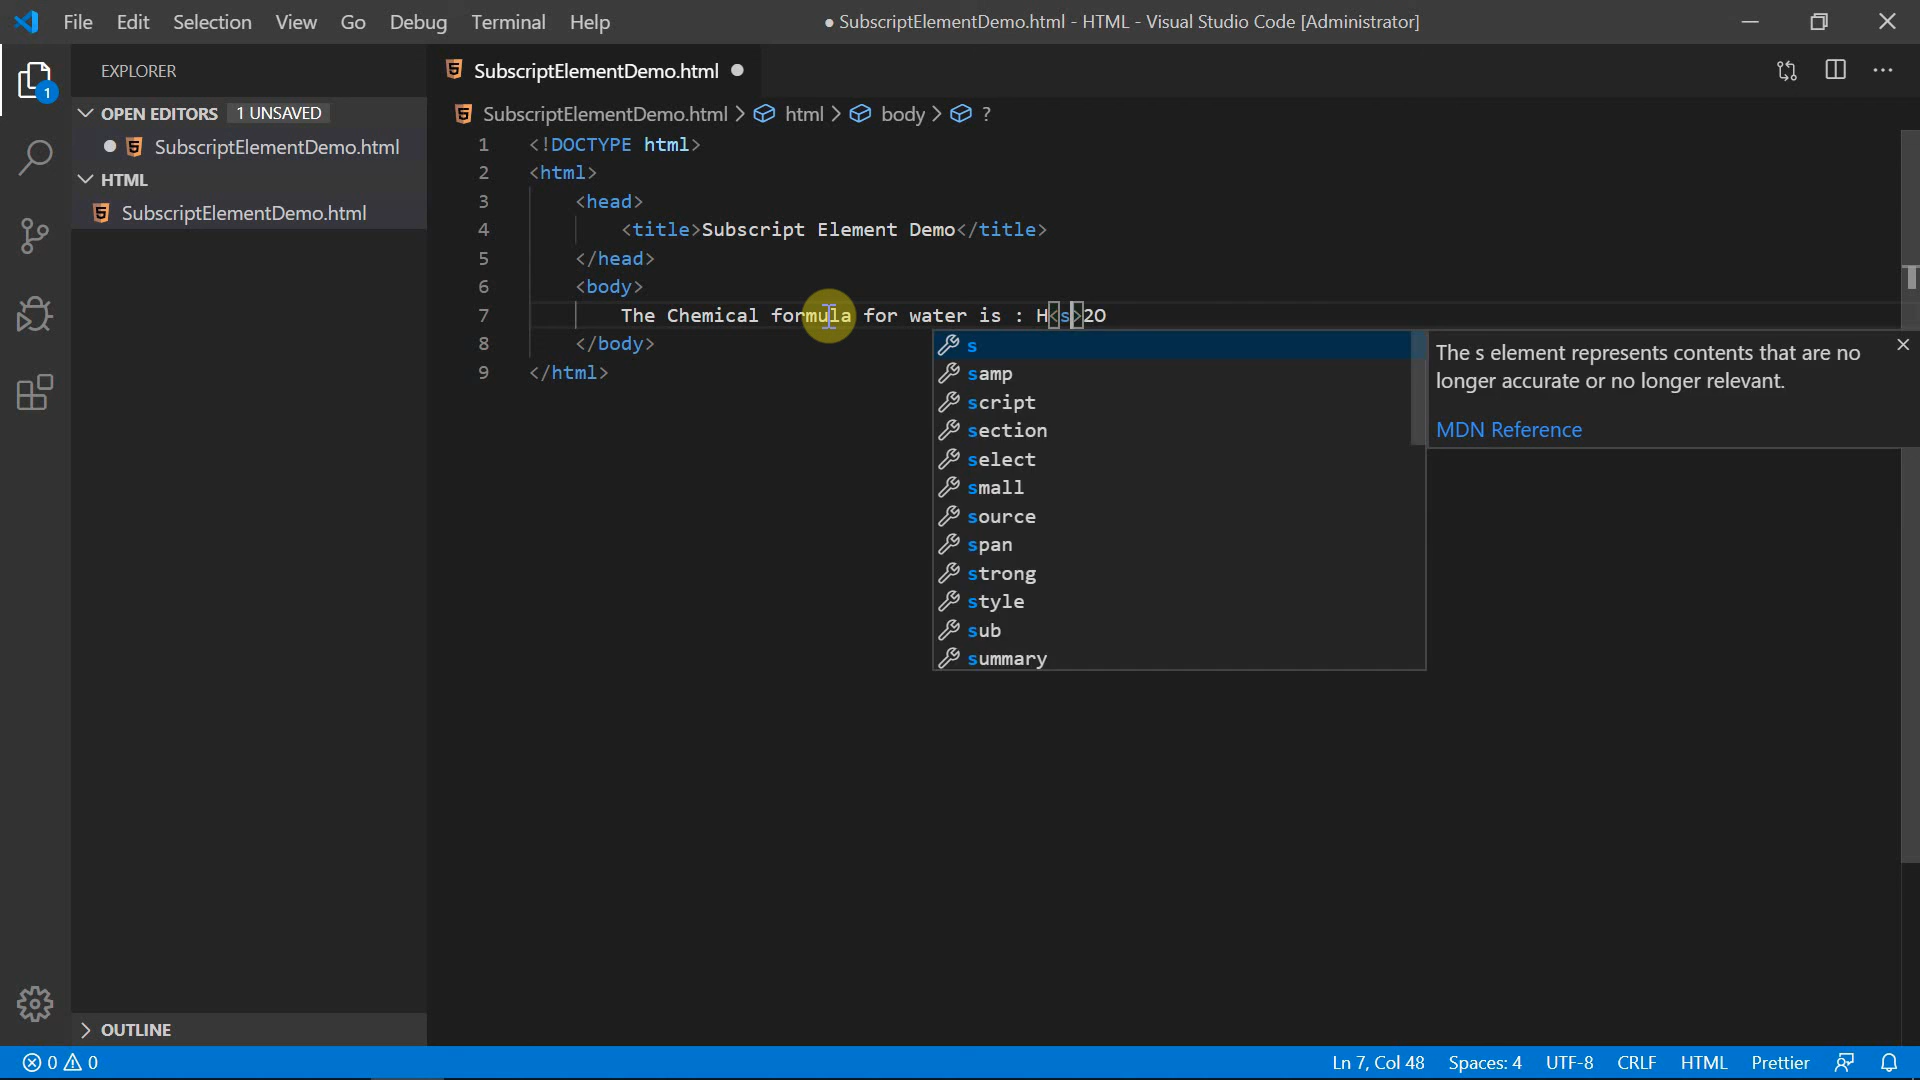 File Edit Selection View Go Debug Terminal Help
● SubscriptElementDemo.html - HTML - Visual Studio Code [Administrator]
EXPLORER
1
OPEN EDITORS 1 UNSAVED
SubscriptElementDemo.html
HTML
SubscriptElementDemo.html
OUTLINE
SubscriptElementDemo.html
SubscriptElementDemo.html > html > body > ?
1 <!DOCTYPE html>
2 <html>
3 <head>
4 <title>Subscript Element Demo</title>
5 </head>
6 <body>
7 The Chemical formula for water is : H<s>2O
8 </body>
9 </html>
s
samp
script
section
select
small
source
span
strong
style
sub
summary
The s element represents contents that are no
longer accurate or no longer relevant.
MDN Reference
0 0
Ln 7, Col 48 Spaces: 4 UTF-8 CRLF HTML Prettier